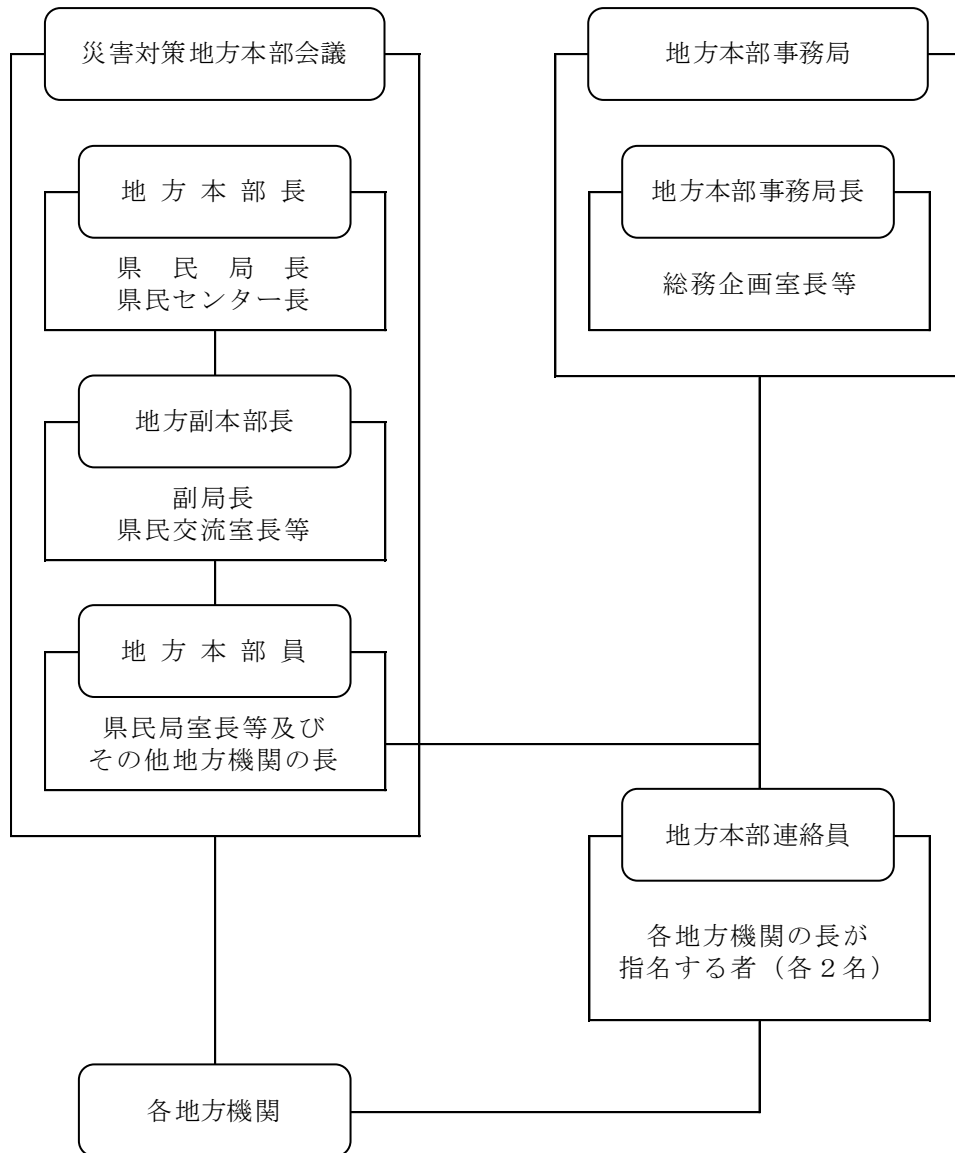 災害対策地方本部会議
地方本部長
県民局長
県民センター長
地方副本部長
副局長
県民交流室長等
地方本部員
県民局室長等及び
その他地方機関の長
地方本部事務局
地方本部事務局長
総務企画室長等
地方本部連絡員
各地方機関の長が
指名する者（各２名）
各地方機関